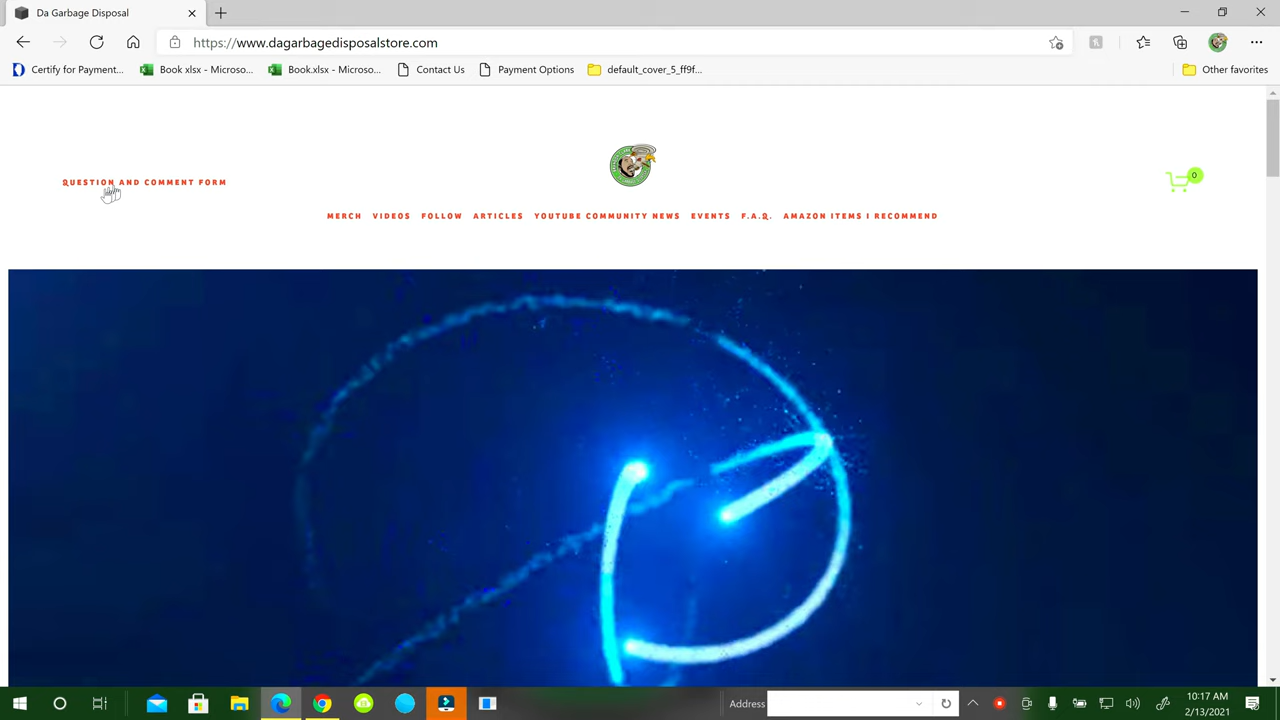 Da Garbage Disposal
https://www.dagarbagedisposalstore.com
Certify for Payment...
Book xlsx - Microso...
Book.xlsx - Microso...
Contact Us
Payment Options
default_cover_5_ff9f...
Other favorites
QUESTION AND COMMENT FORM
0
MERCH VIDEOS FOLLOW ARTICLES YOUTUBE COMMUNITY NEWS EVENTS F.A.Q. AMAZON ITEMS I RECOMMEND
Address
10:17 AM
2/13/2021